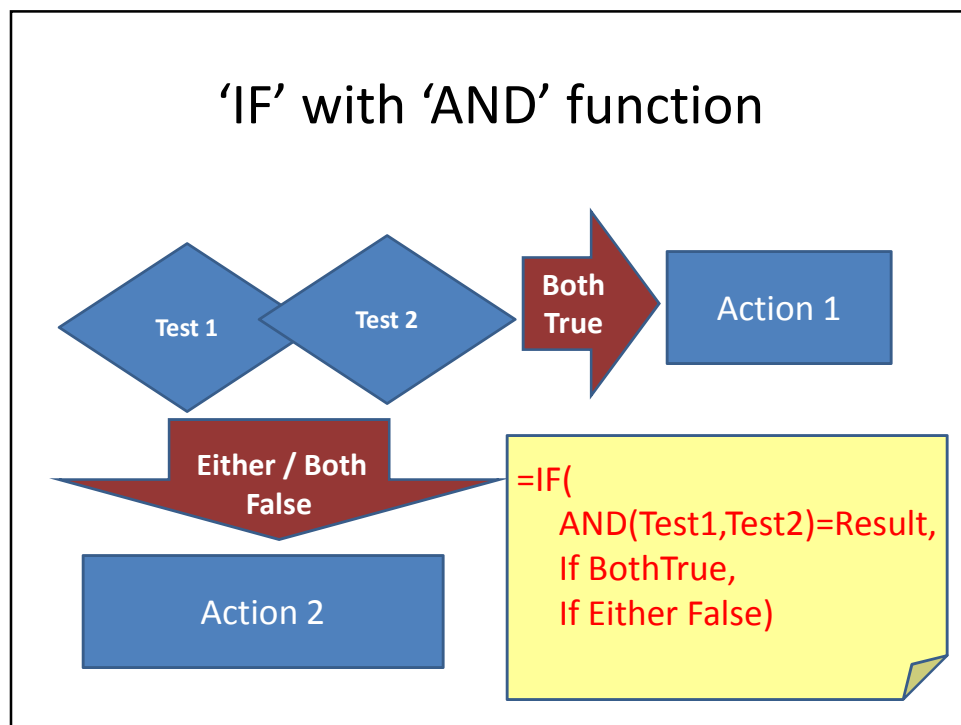 ‘IF’ with ‘AND’ function
Test 1
Test 2
Both
True
Action 1
Either / Both
False
Action 2
=IF(
AND(Test1,Test2)=Result,
If BothTrue,
If Either False)